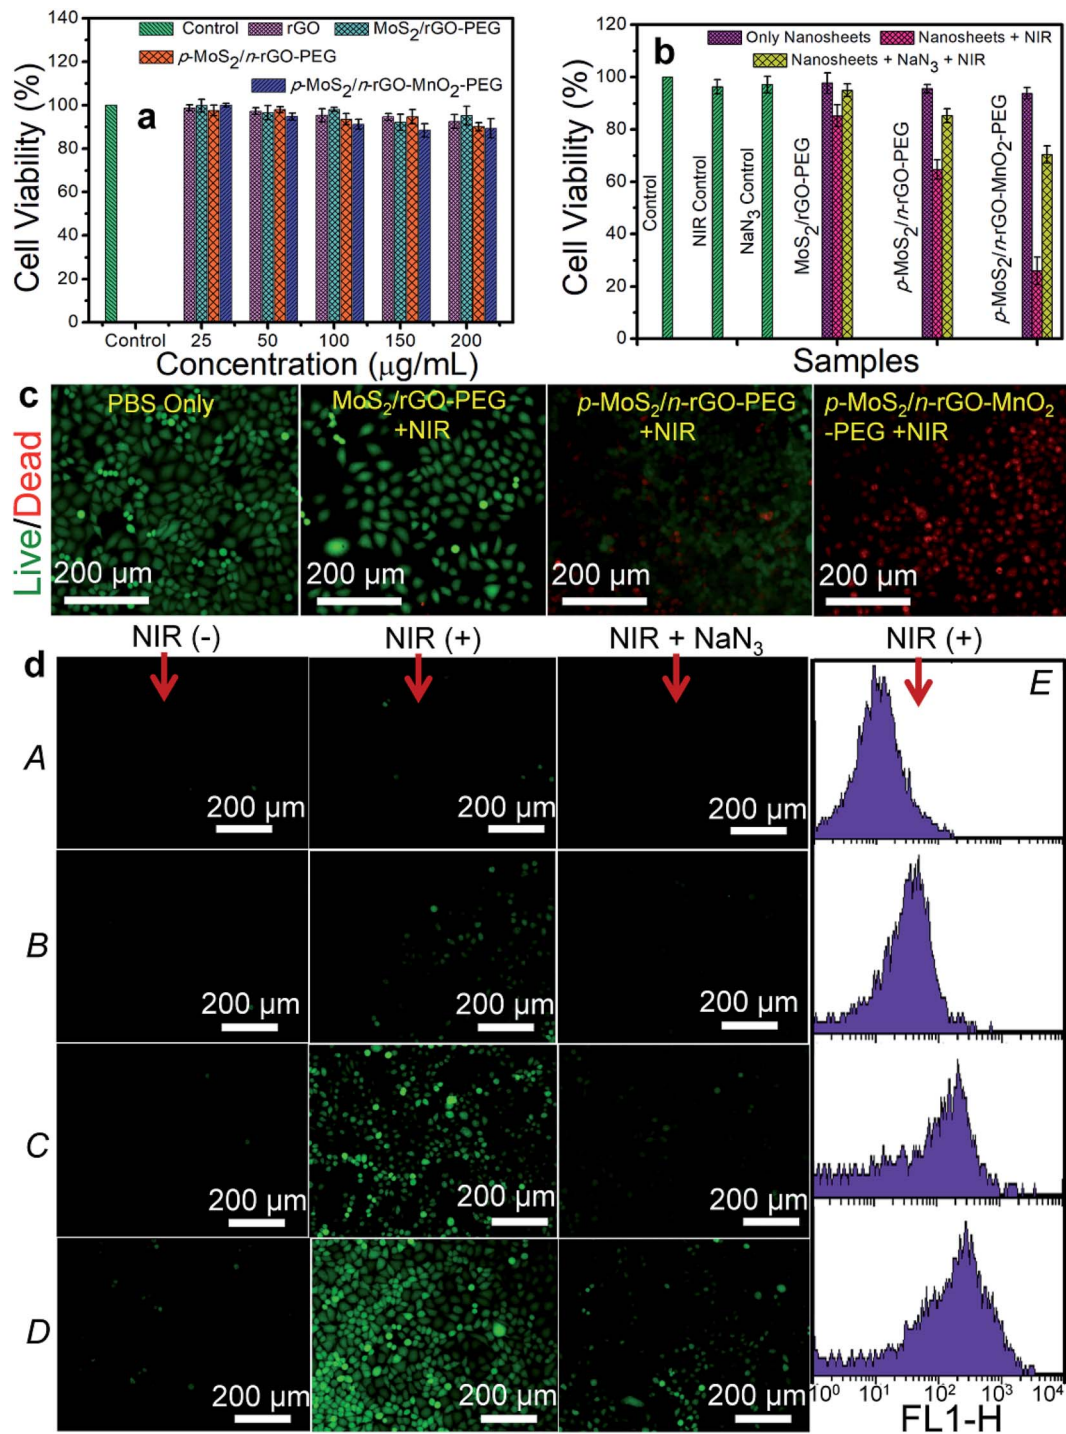 a
Cell Viability (%)
140
120
100
80
60
40
20
0
Control
rGO
MoS2/rGO-PEG
p-MoS2/n-rGO-PEG
p-MoS2/n-rGO-MnO2-PEG
Control
25
50
100
150
200
Concentration (μg/mL)
b
Cell Viability (%)
120
100
80
60
40
20
0
Only Nanosheets
Nanosheets + NIR
Nanosheets + NaN3 + NIR
Control
NIR Control
NaN3 Control
MoS2/rGO-PEG
p-MoS2/n-rGO-PEG
p-MoS2/n-rGO-MnO2-PEG
Samples
c
Live/Dead
PBS Only
200 μm
MoS2/rGO-PEG
+NIR
200 μm
p-MoS2/n-rGO-PEG
+NIR
200 μm
p-MoS2/n-rGO-MnO2
-PEG +NIR
200 μm
d
NIR (-)
NIR (+)
NIR + NaN3
NIR (+)
E
A
200 μm
200 μm
200 μm
B
200 μm
200 μm
200 μm
C
200 μm
200 μm
200 μm
D
200 μm
200 μm
200 μm
10^0
10^1
10^2
10^3
10^4
FL1-H